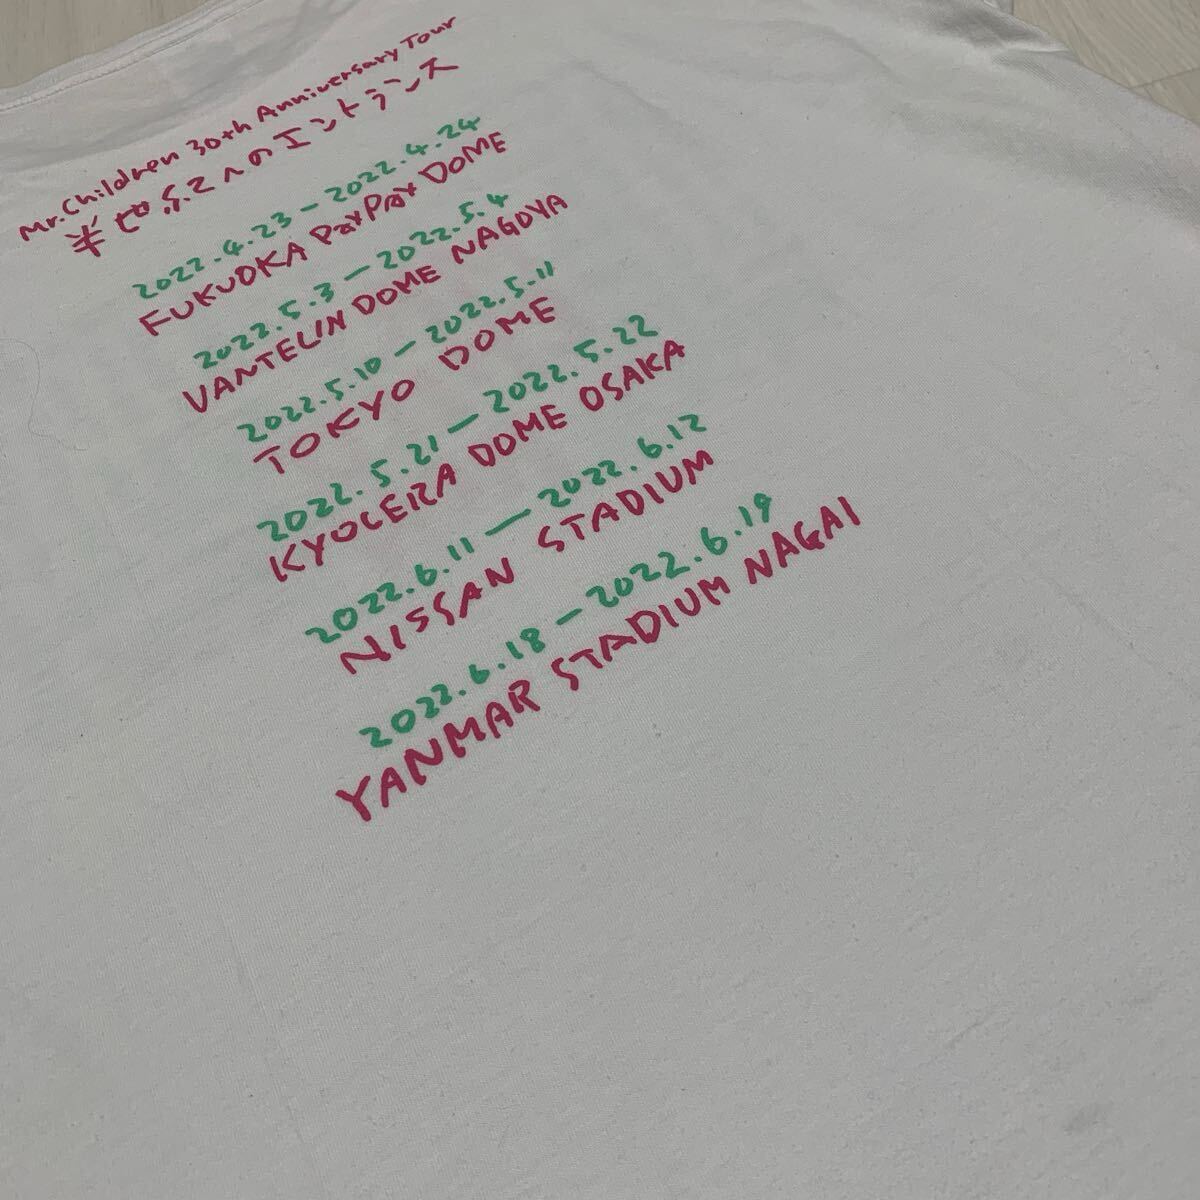 Mr.Children 30th Anniversary Tour
半世紀へのエントランス
2022.4.23-2022.4.24
FUKUOKA PayPay DOME
2022.5.3-2022.5.4
VANTELIN DOME NAGOYA
2022.5.10-2022.5.11
TOKYO DOME
2022.5.21-2022.5.22
KYOCERA DOME OSAKA
2022.6.11-2022.6.12
NISSAN STADIUM
2022.6.18-2022.6.19
YANMAR STADIUM NAGAI